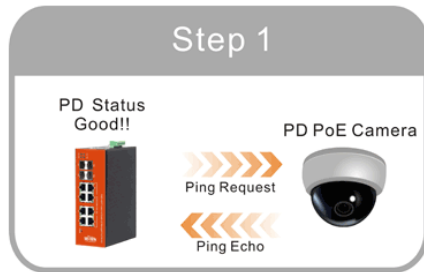 Step 1
PD Status
Good!!
PD PoE Camera
Ping Request
Ping Echo